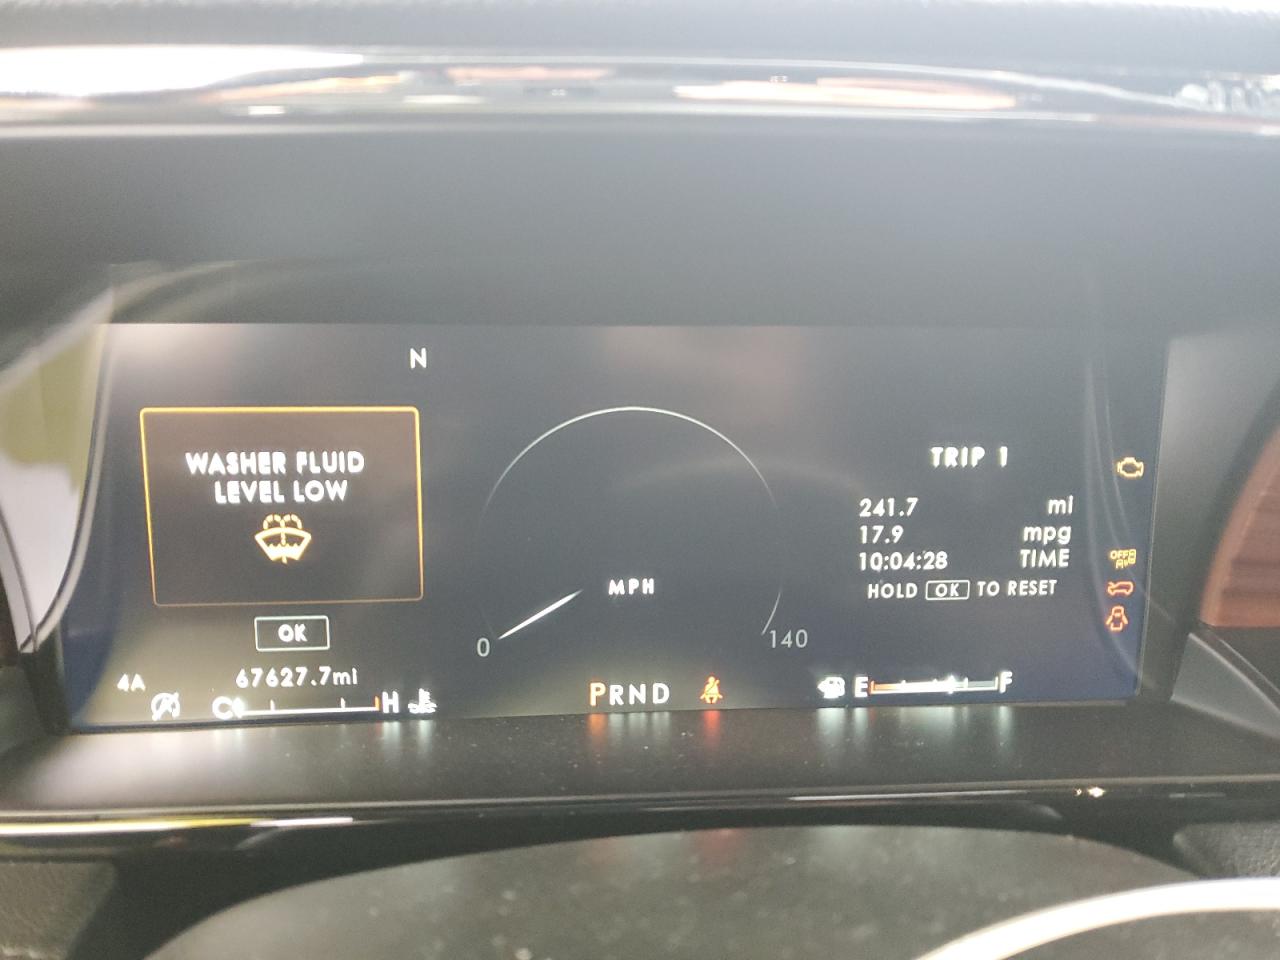 N
WASHER FLUID
LEVEL LOW
OK
67627.7mi
4A
C H
0 MPH 140
PRND
TRIP 1
241.7 mi
17.9 mpg
10:04:28 TIME
HOLD OK TO RESET
E F
OFF